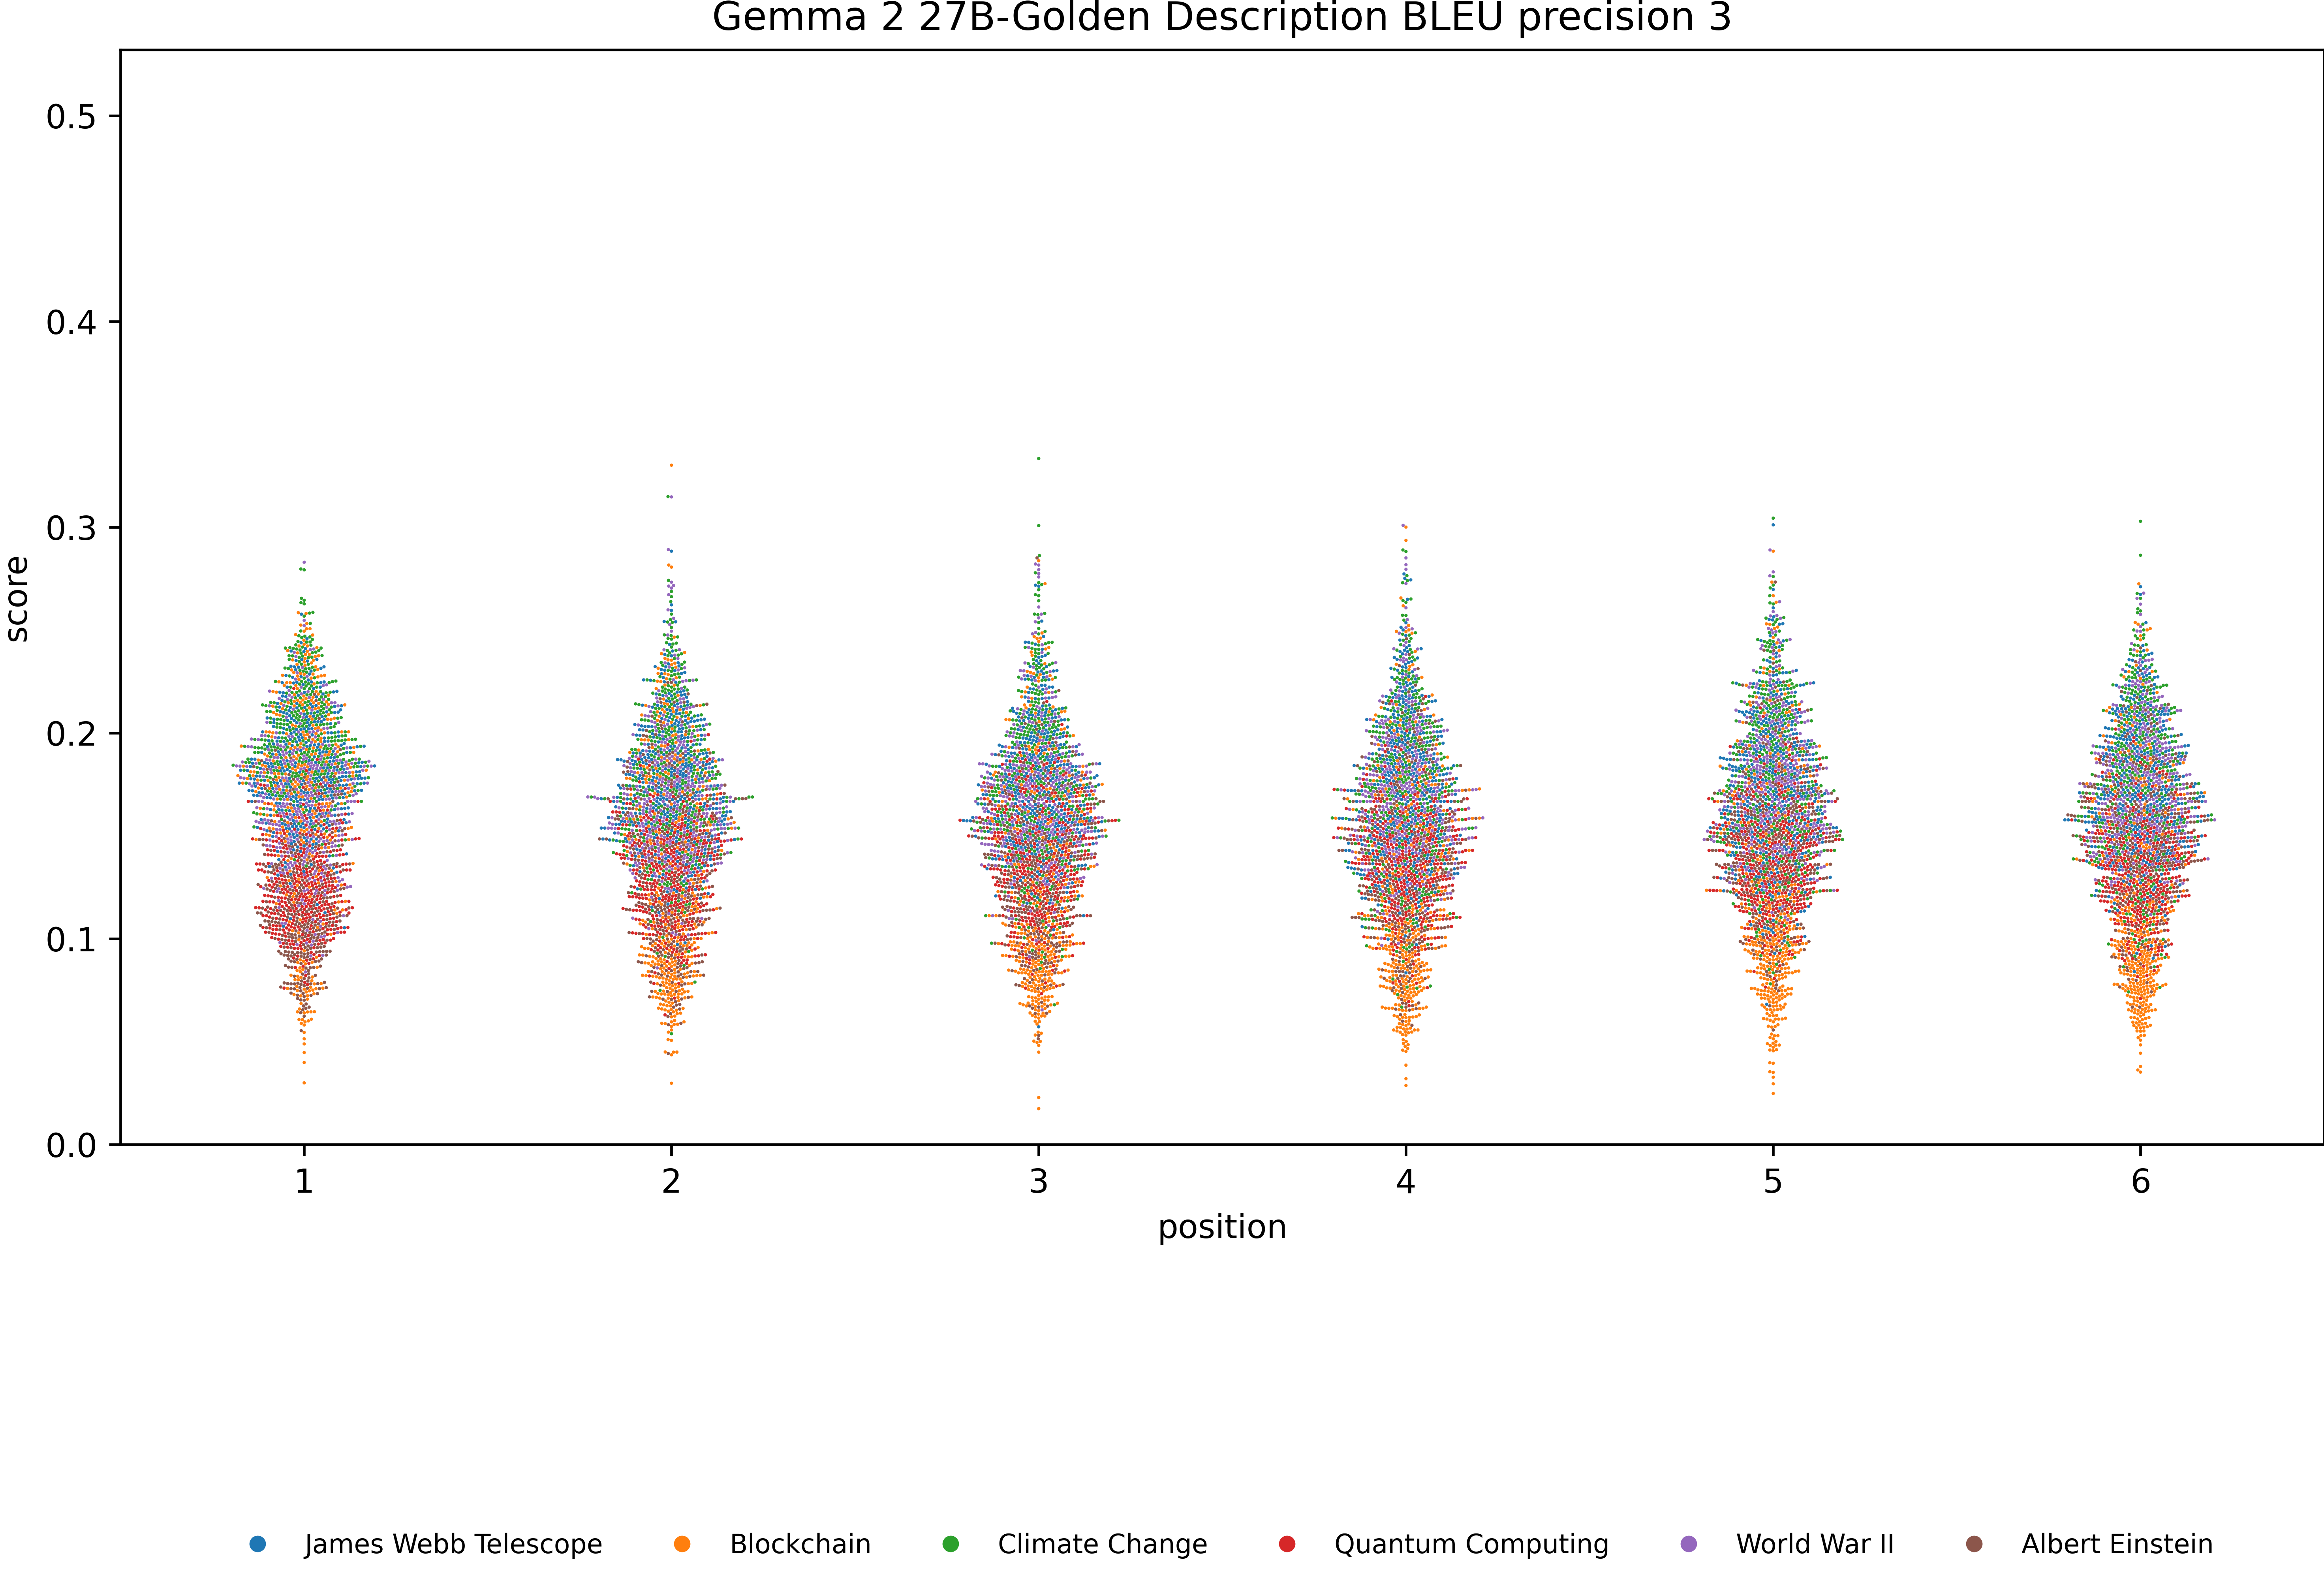 Gemma 2 27B-Golden Description BLEU precision 3
0.5
0.4
0.3
0.2
0.1
0.0
score
1 2 3 4 5 6
position
James Webb Telescope Blockchain Climate Change Quantum Computing World War II Albert Einstein